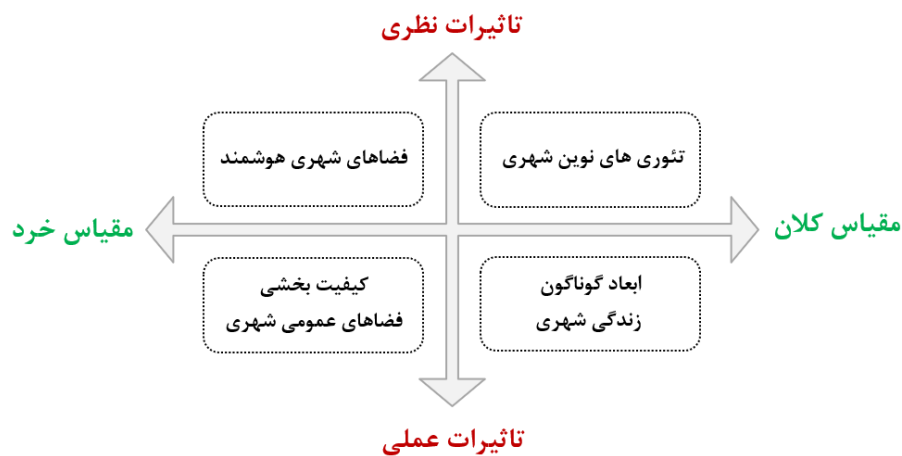 تاثیرات نظری
تئوری های نوین شهری
فضاهای شهری هوشمند
مقیاس کلان
مقیاس خرد
ابعاد گوناگون
زندگی شهری
کیفیت بخشی
فضاهای عمومی شهری
تاثیرات عملی